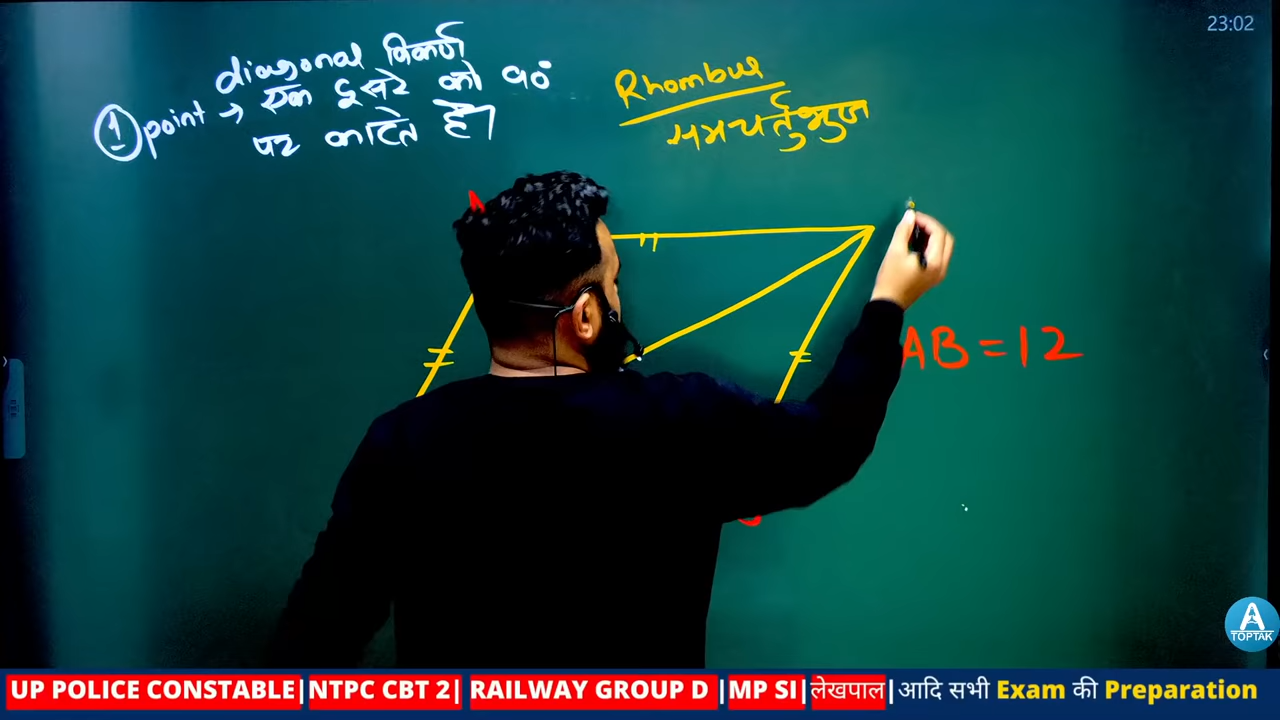 23:02
diagonal विकर्ण
① point → एक दूसरे को 90°
पर काटते है।
Rhombus
समचर्तुभुज
A
AB = 12
A
TOPTAK
UP POLICE CONSTABLE| NTPC CBT 2| RAILWAY GROUP D | MP SI| लेखपाल| आदि सभी Exam की Preparation